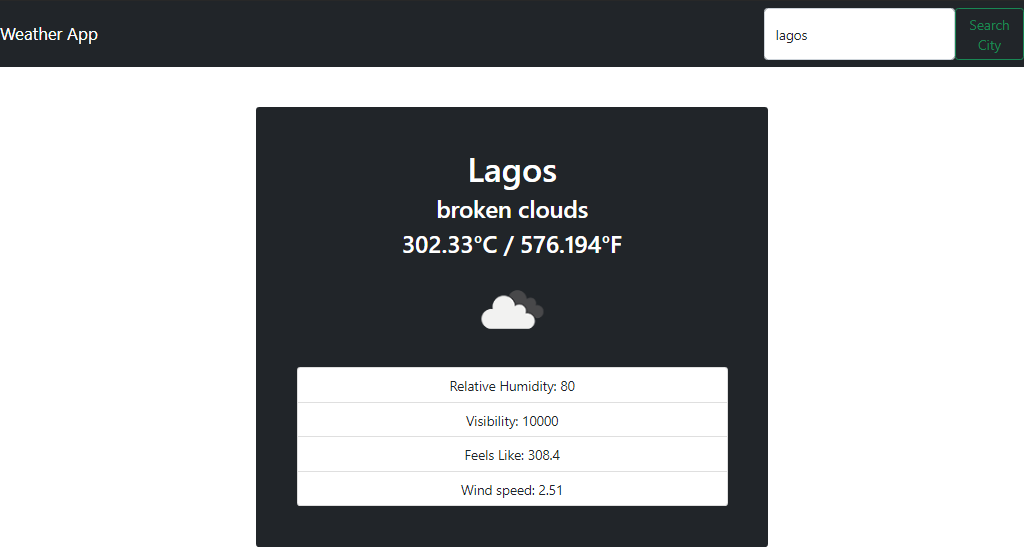 Weather App
lagos
Search
City
Lagos
broken clouds
302.33°C / 576.194°F
Relative Humidity: 80
Visibility: 10000
Feels Like: 308.4
Wind speed: 2.51